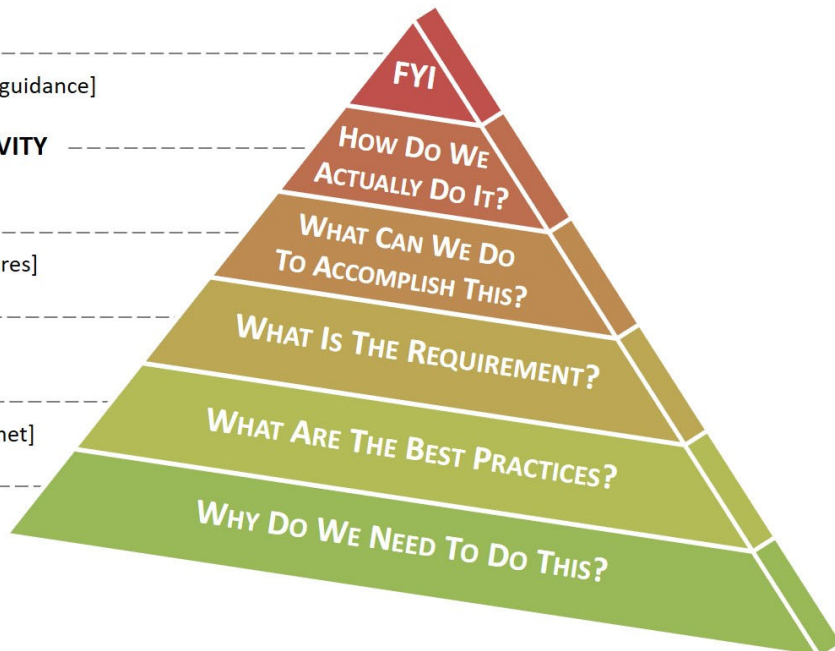 FYI
guidance]
HOW DO WE
ACTUALLY DO IT?
VITY
WHAT CAN WE DO
TO ACCOMPLISH THIS?
res]
WHAT IS THE REQUIREMENT?
WHAT ARE THE BEST PRACTICES?
net]
WHY DO WE NEED TO DO THIS?